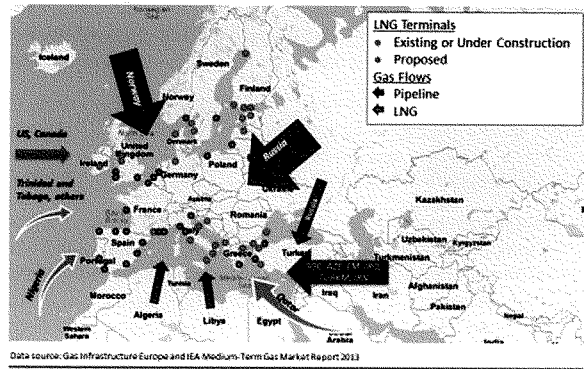 LNG Terminals
Existing or Under Construction
Proposed
Gas Flows
Pipeline
LNG
Iceland
Sweden
Finland
Norway
Norway
US, Canada
United
Kingdom
Denmark
Ireland
Russia
Poland
Germany
Trinidad and
Tobago, others
Austria
France
Romania
Russia
Kazakhstan
Spain
Portugal
Greece
Turkey
Uzbekistan
Kyrgyzstan
Turkmenistan
Nigeria
Qatar
Iraq
Iran
Afghanistan
Pakistan
Morocco
Tunisia
Algeria
Libya
Egypt
Nepal
Western
Sahara
Data source: Gas Infrastructure Europe and IEA Medium-Term Gas Market Report 2013